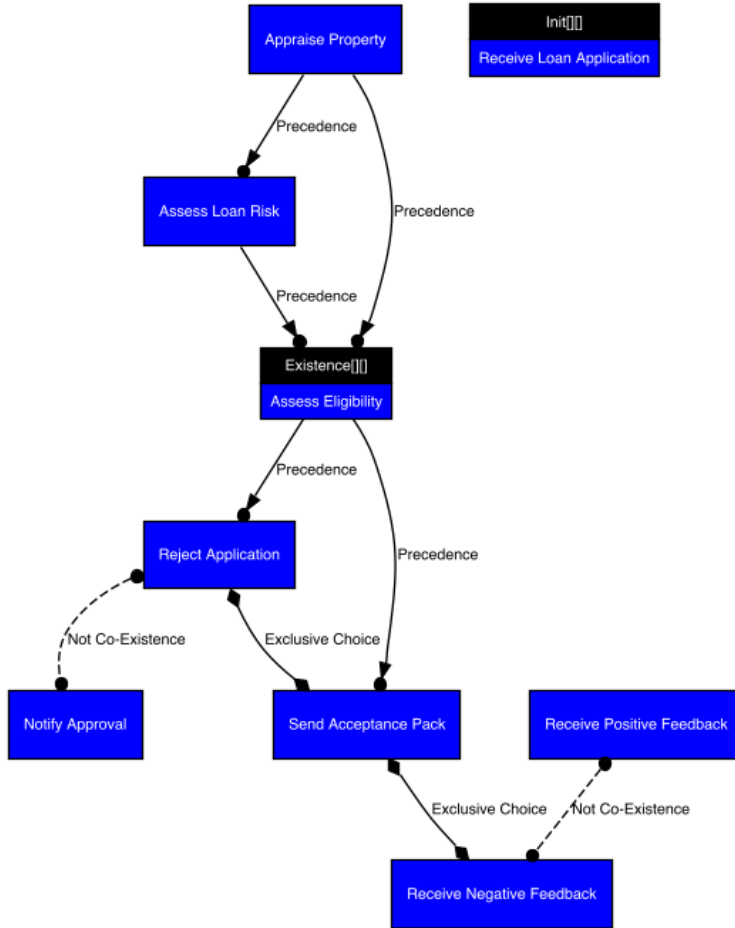 Appraise Property
Init[][]
Receive Loan Application
Precedence
Assess Loan Risk
Precedence
Precedence
Existence[][]
Assess Eligibility
Precedence
Reject Application
Precedence
Not Co-Existence
Exclusive Choice
Notify Approval
Send Acceptance Pack
Receive Positive Feedback
Exclusive Choice
Not Co-Existence
Receive Negative Feedback